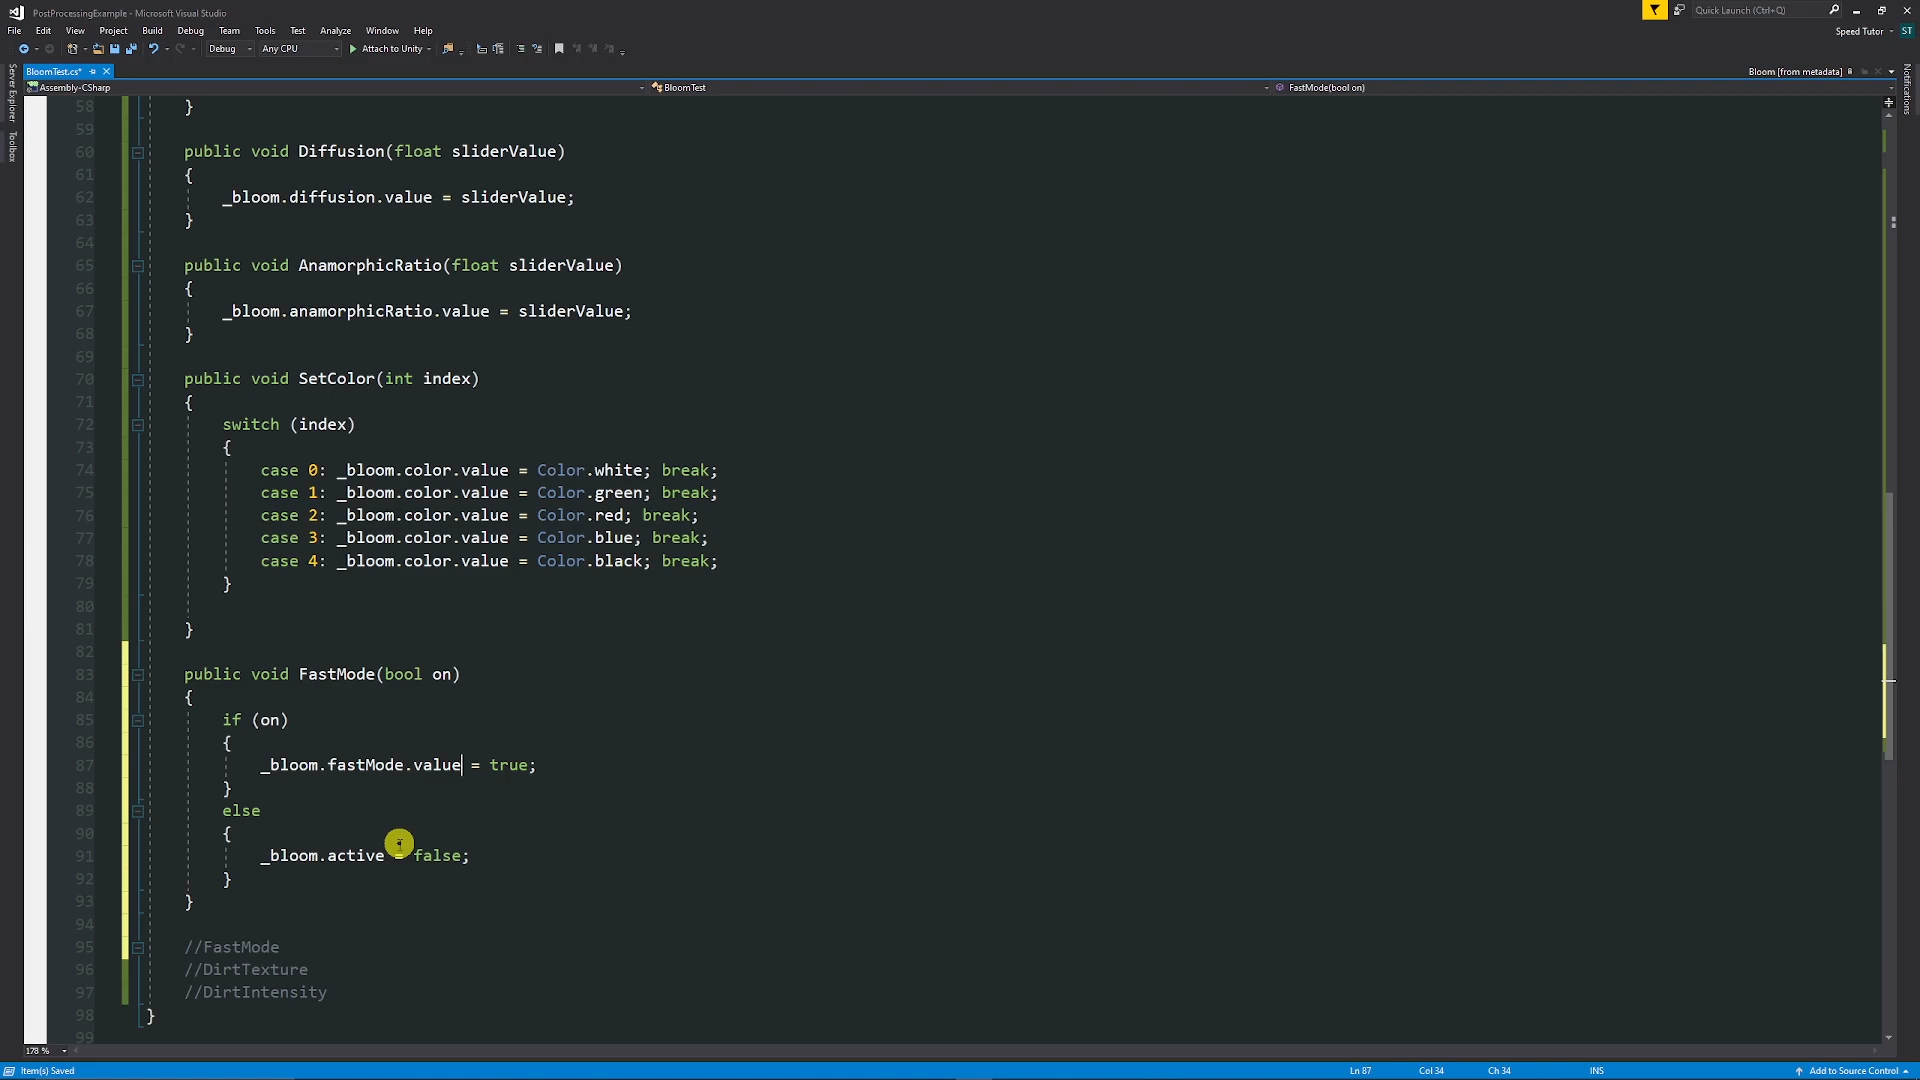 PostProcessingExample - Microsoft Visual Studio
Quick Launch (Ctrl+Q)
File Edit View Project Build Debug Team Tools Test Analyze Window Help
Speed Tutor ST
Debug Any CPU Attach to Unity
BloomTest.cs*
Bloom [from metadata]
Assembly-CSharp BloomTest FastMode(bool on)
Server Explorer
Toolbox
Notifications
58 }
59
60 public void Diffusion(float sliderValue)
61 {
62 _bloom.diffusion.value = sliderValue;
63 }
64
65 public void AnamorphicRatio(float sliderValue)
66 {
67 _bloom.anamorphicRatio.value = sliderValue;
68 }
69
70 public void SetColor(int index)
71 {
72 switch (index)
73 {
74 case 0: _bloom.color.value = Color.white; break;
75 case 1: _bloom.color.value = Color.green; break;
76 case 2: _bloom.color.value = Color.red; break;
77 case 3: _bloom.color.value = Color.blue; break;
78 case 4: _bloom.color.value = Color.black; break;
79 }
80
81 }
82
83 public void FastMode(bool on)
84 {
85 if (on)
86 {
87 _bloom.fastMode.value = true;
88 }
89 else
90 {
91 _bloom.active = false;
92 }
93 }
94
95 //FastMode
96 //DirtTexture
97 //DirtIntensity
98 }
99
178 %
Item(s) Saved Ln 87 Col 34 Ch 34 INS Add to Source Control